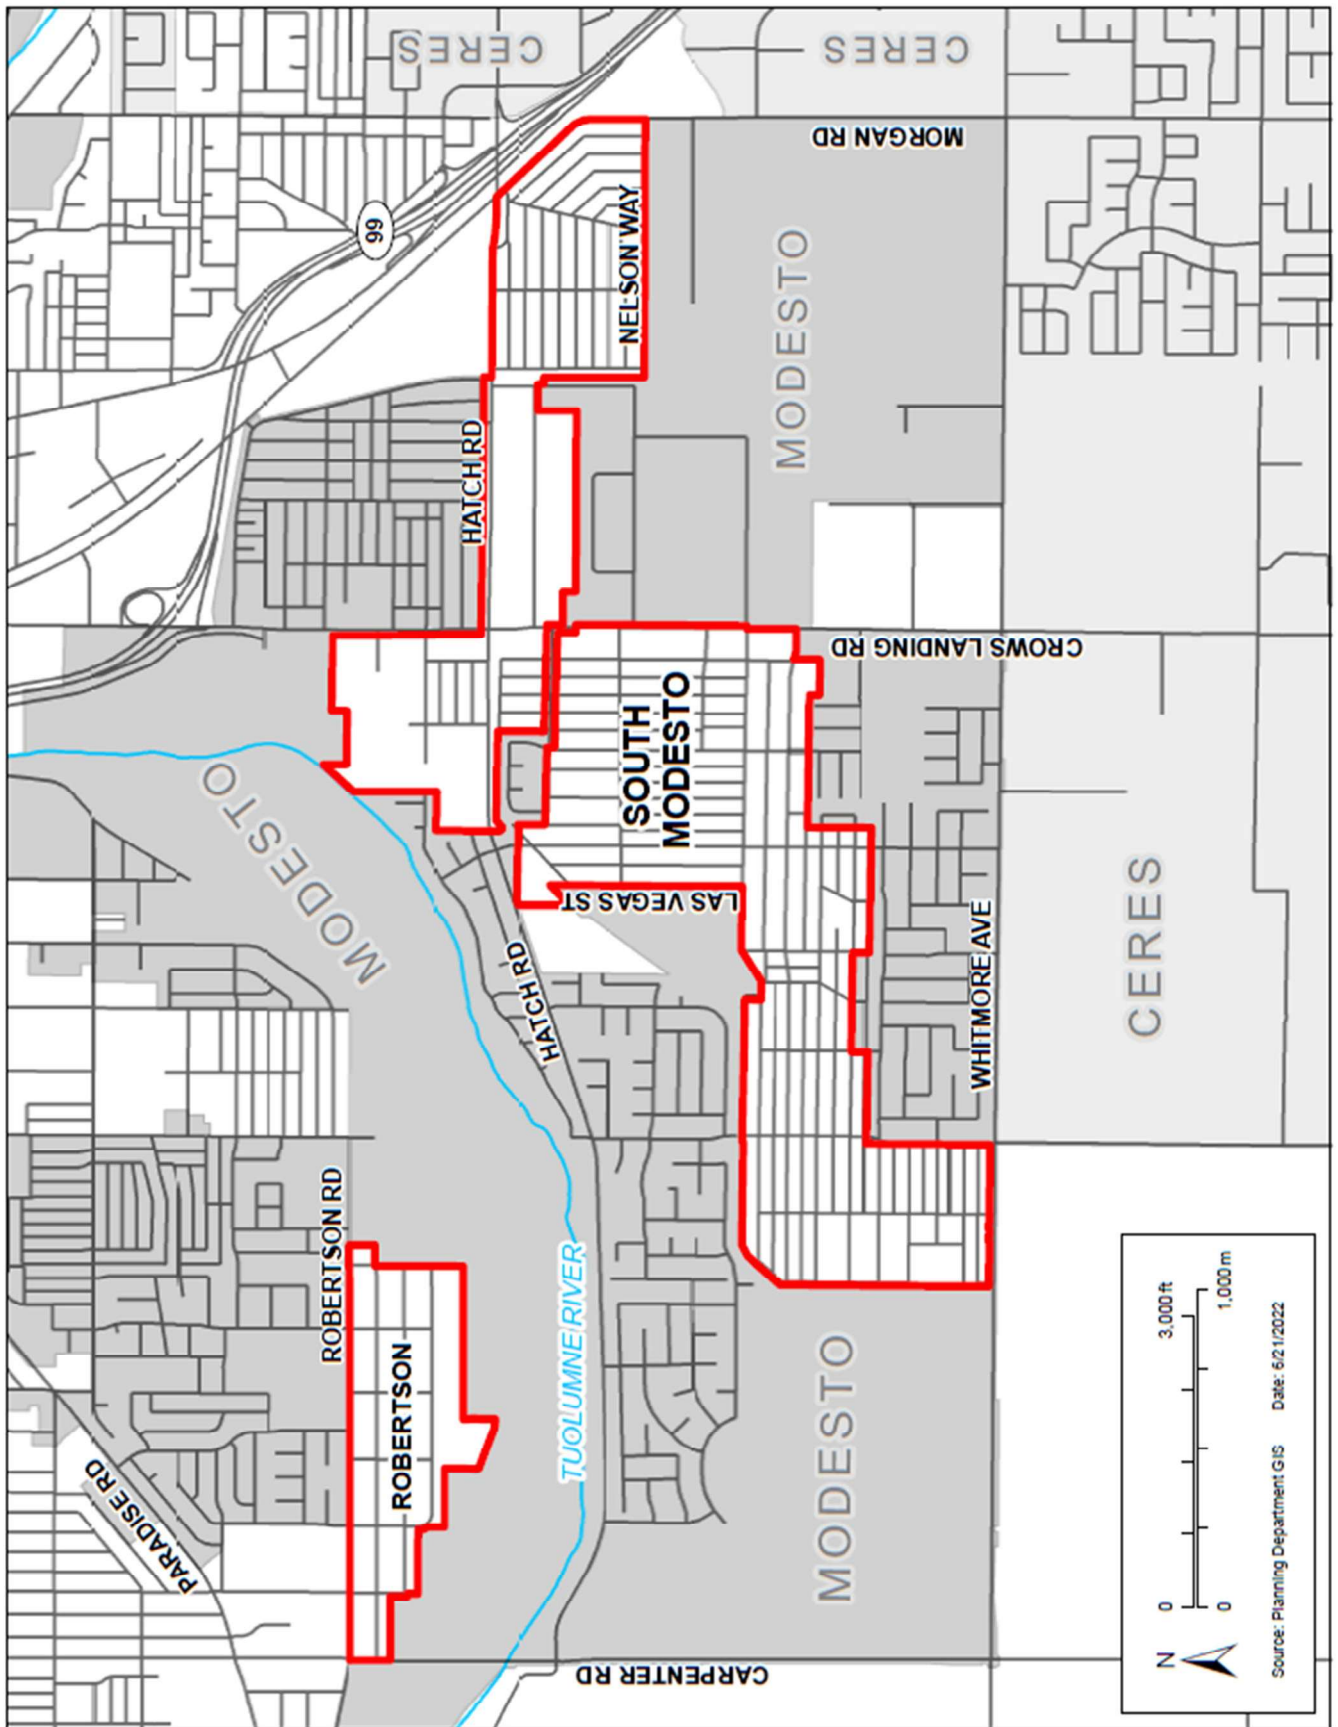 PARADISE RD
MODESTO
ROBERTSON RD
99
ROBERTSON
CERES
HATCH RD
HATCH RD
TUOLUMNE RIVER
NELSON WAY
LAS VEGAS ST
SOUTH
MODESTO
CARPENTER RD
MODESTO
MODESTO
CERES
MORGAN RD
CROWS LANDING RD
WHITMORE AVE
CERES
N
0 3,000 ft
0 1,000 m
Source: Planning Department GIS Date: 6/21/2022